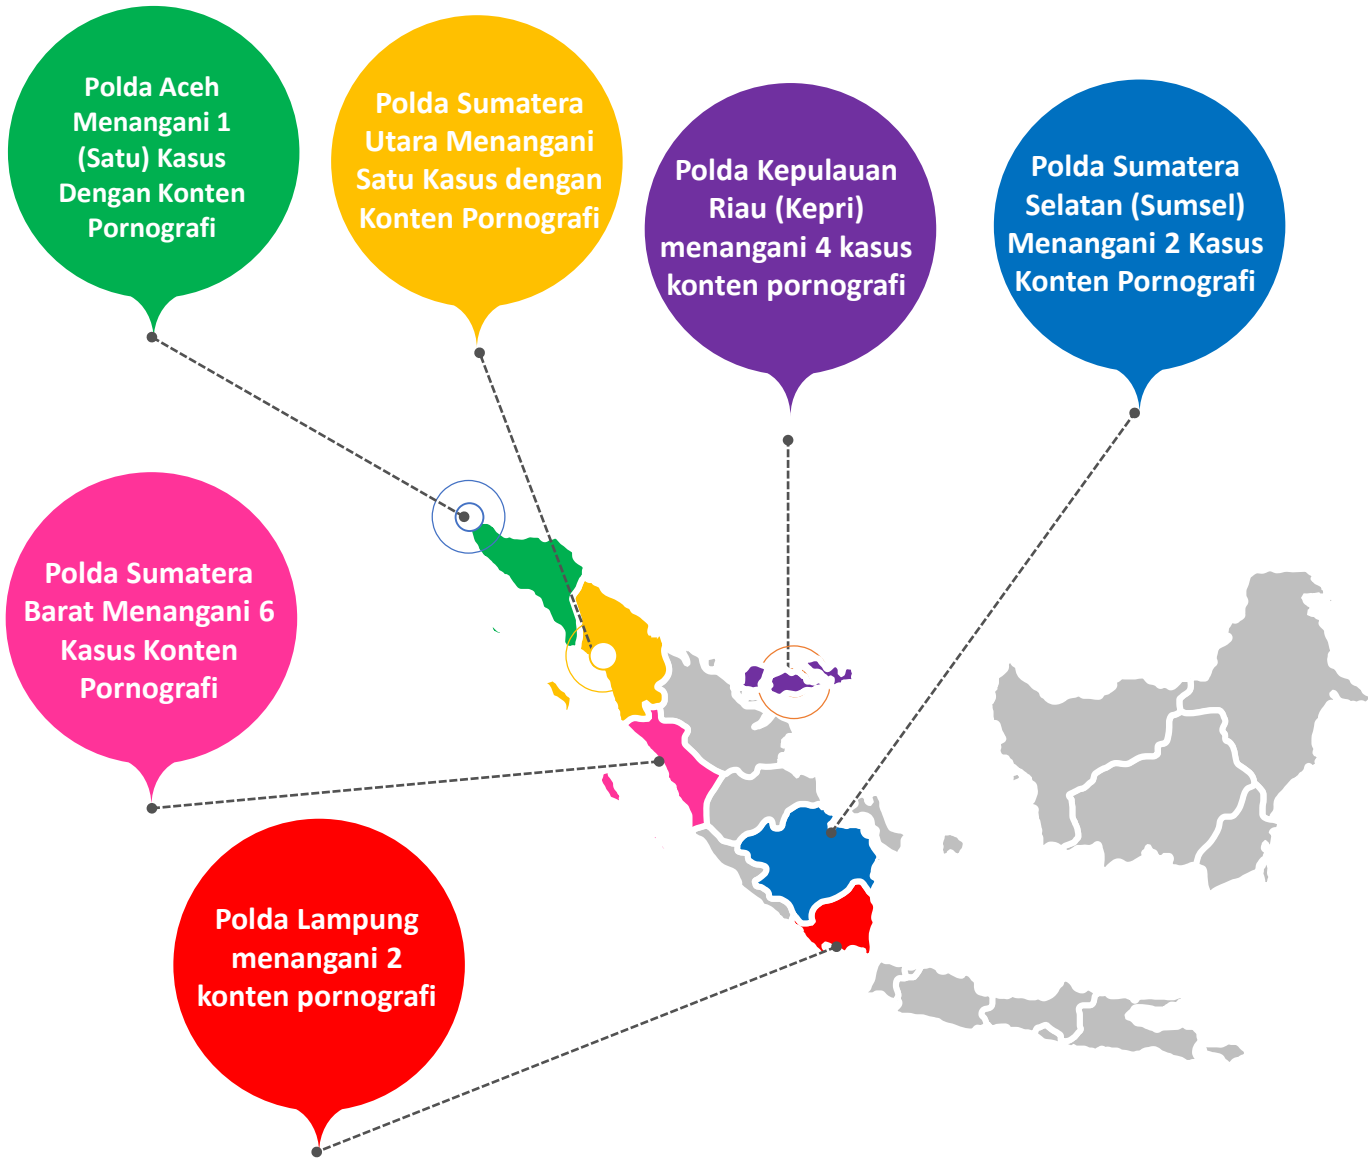 Polda Aceh
Menangani 1
(Satu) Kasus
Dengan Konten
Pornografi
Polda Sumatera
Utara Menangani
Satu Kasus dengan
Konten Pornografi
Polda Kepulauan
Riau (Kepri)
menangani 4 kasus
konten pornografi
Polda Sumatera
Selatan (Sumsel)
Menangani 2 Kasus
Konten Pornografi
Polda Sumatera
Barat Menangani 6
Kasus Konten
Pornografi
Polda Lampung
menangani 2
konten pornografi